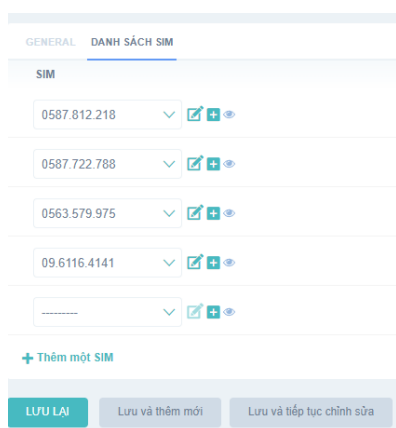 GENERAL DANH SÁCH SIM
SIM
0587.812.218
0587.722.788
0563.579.975
09.6116.4141
---------
Thêm một SIM
LƯU LẠI Lưu và thêm mới Lưu và tiếp tục chỉnh sửa